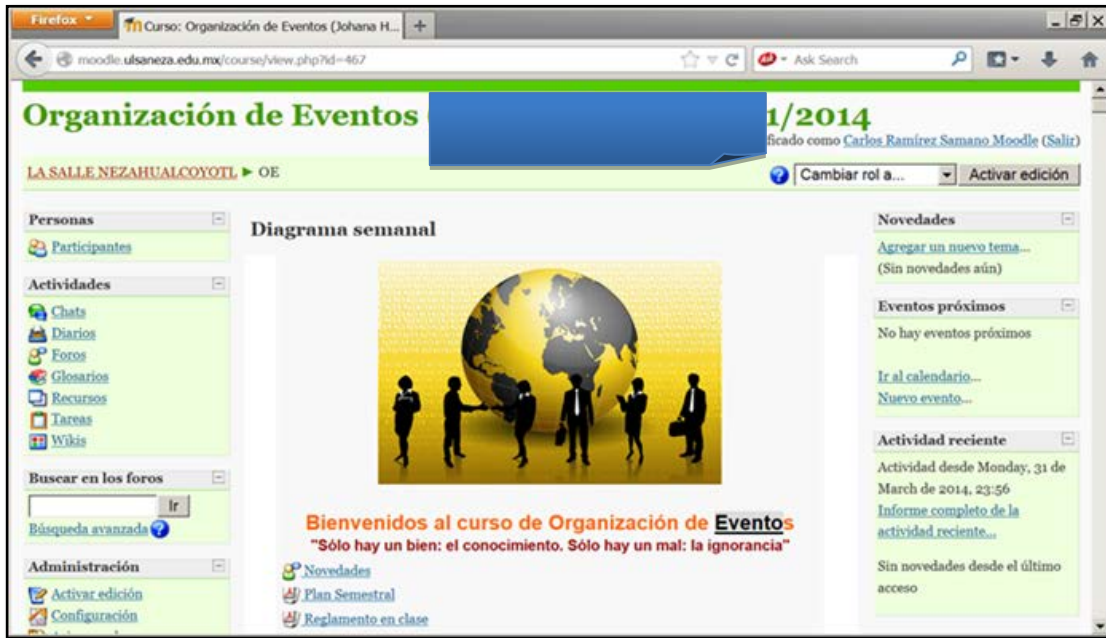 Firefox
Curso: Organización de Eventos (Johana H...
moodle.ulsaneza.edu.mx/course/view.php?id=467
Ask Search
Organización de Eventos ( 1/2014
ficado como Carlos Ramírez Samano Moodle (Salir)
LA SALLE NEZAHUALCOYOTL ► OE
Cambiar rol a...
Activar edición
Personas
Participantes
Actividades
Chats
Diarios
Foros
Glosarios
Recursos
Tareas
Wikis
Buscar en los foros
Ir
Búsqueda avanzada
Administración
Activar edición
Configuración
Diagrama semanal
Bienvenidos al curso de Organización de Eventos
"Sólo hay un bien: el conocimiento. Sólo hay un mal: la ignorancia"
Novedades
Plan Semestral
Reglamento en clase
Novedades
Agregar un nuevo tema...
(Sin novedades aún)
Eventos próximos
No hay eventos próximos
Ir al calendario...
Nuevo evento...
Actividad reciente
Actividad desde Monday, 31 de
March de 2014, 23:56
Informe completo de la
actividad reciente...
Sin novedades desde el último
acceso